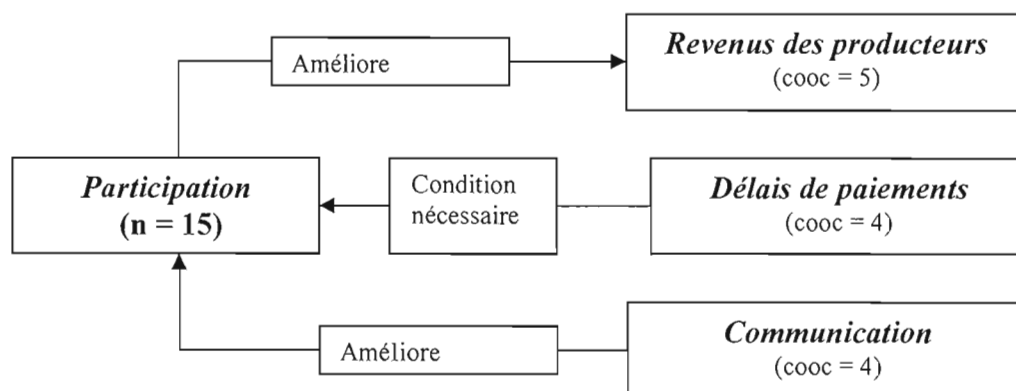 Améliore
Revenus des producteurs
(cooc = 5)
Participation
(n = 15)
Condition
nécessaire
Délais de paiements
(cooc = 4)
Améliore
Communication
(cooc = 4)